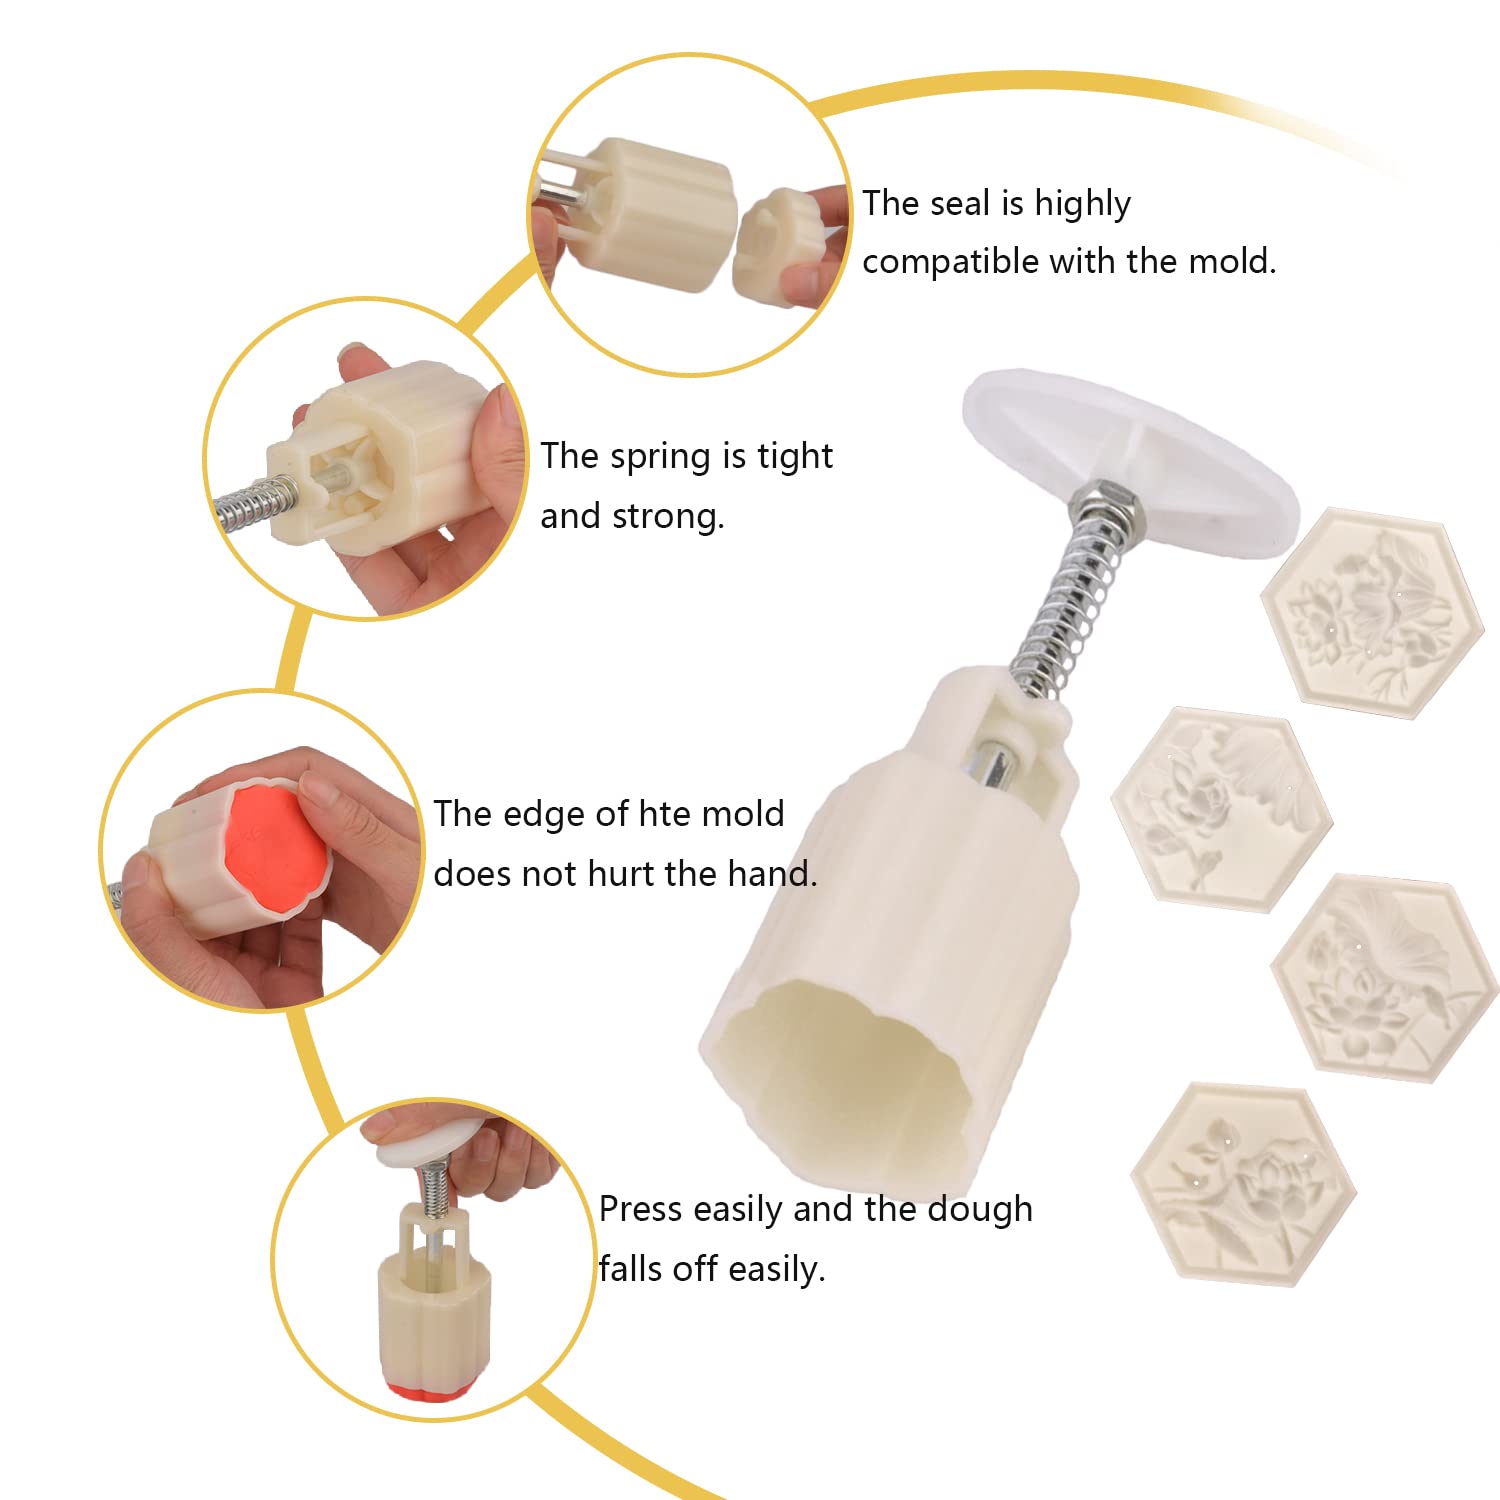 The seal is highly
compatible with the mold.
The spring is tight
and strong.
The edge of hte mold
does not hurt the hand.
Press easily and the dough
falls off easily.